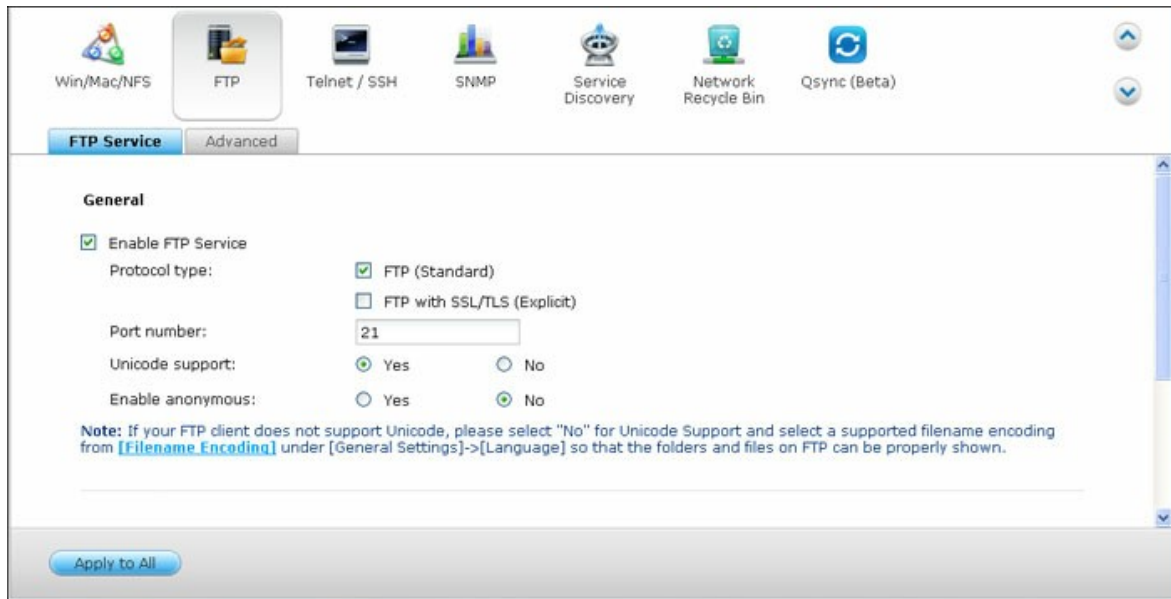 Win/Mac/NFS
FTP
Telnet / SSH
SNMP
Service
Discovery
Network
Recycle Bin
Qsync (Beta)
FTP Service
Advanced
General
Enable FTP Service
Protocol type:
FTP (Standard)
FTP with SSL/TLS (Explicit)
Port number:
21
Unicode support:
Yes
No
Enable anonymous:
Yes
No
Note: If your FTP client does not support Unicode, please select "No" for Unicode Support and select a supported filename encoding
from [Filename Encoding] under [General Settings]->[Language] so that the folders and files on FTP can be properly shown.
Apply to All